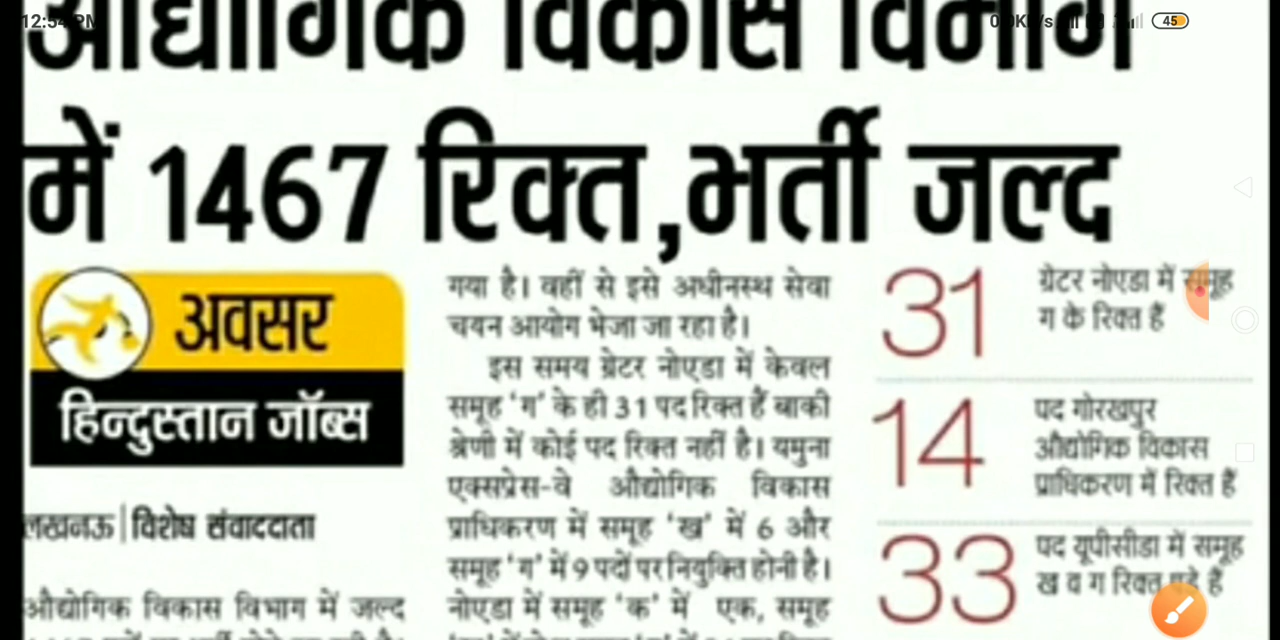 12:54 PM
45
औद्योगिक विकास विभाग
में 1467 रिक्त,भर्ती जल्द
अवसर
हिन्दुस्तान जॉब्स
लखनऊ|विशेष संवाददाता
औद्योगिक विकास विभाग में जल्द
गया है। वहीं से इसे अधीनस्थ सेवा
चयन आयोग भेजा जा रहा है।
इस समय ग्रेटर नोएडा में केवल
समूह ‘ग’ के ही 31 पद रिक्त हैं बाकी
श्रेणी में कोई पद रिक्त नहीं है। यमुना
एक्सप्रेस-वे औद्योगिक विकास
प्राधिकरण में समूह ‘ख’ में 6 और
समूह ‘ग’ में 9 पदों पर नियुक्ति होनी है।
नोएडा में समूह ‘क’ में एक, समूह
31 ग्रेटर नोएडा में समूह
ग के रिक्त हैं
14 पद गोरखपुर
औद्योगिक विकास
प्राधिकरण में रिक्त हैं
33 पद यूपीसीडा में समूह
ख व ग रिक्त पड़े हैं